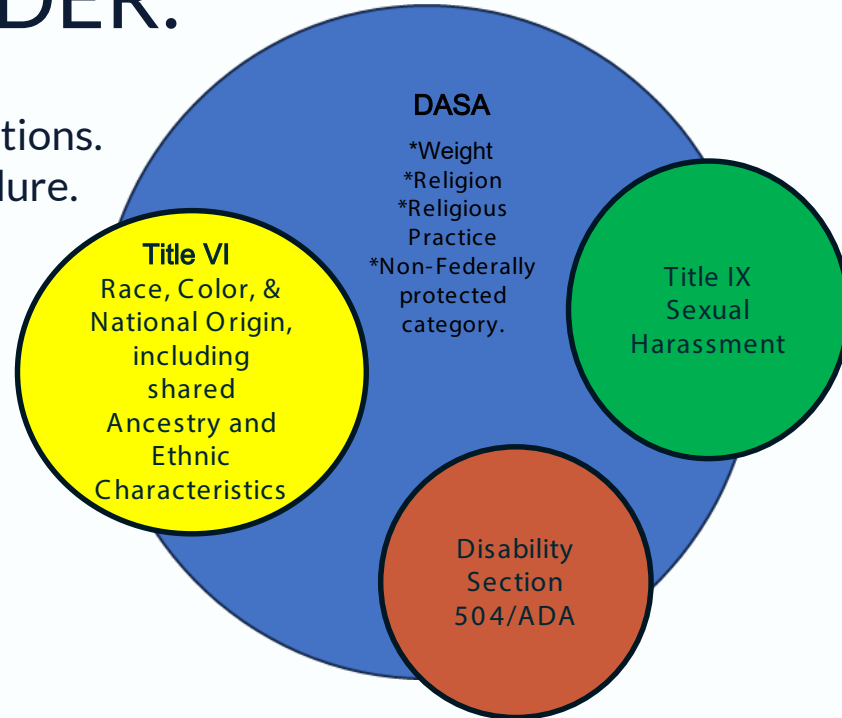 DER.
tions.
lure.
DASA
*Weight
*Religion
*Religious
Practice
*Non-Federally
protected
category.
Title VI
Race, Color, &
National Origin,
including
shared
Ancestry and
Ethnic
Characteristics
Title IX
Sexual
Harassment
Disability
Section
504/ADA